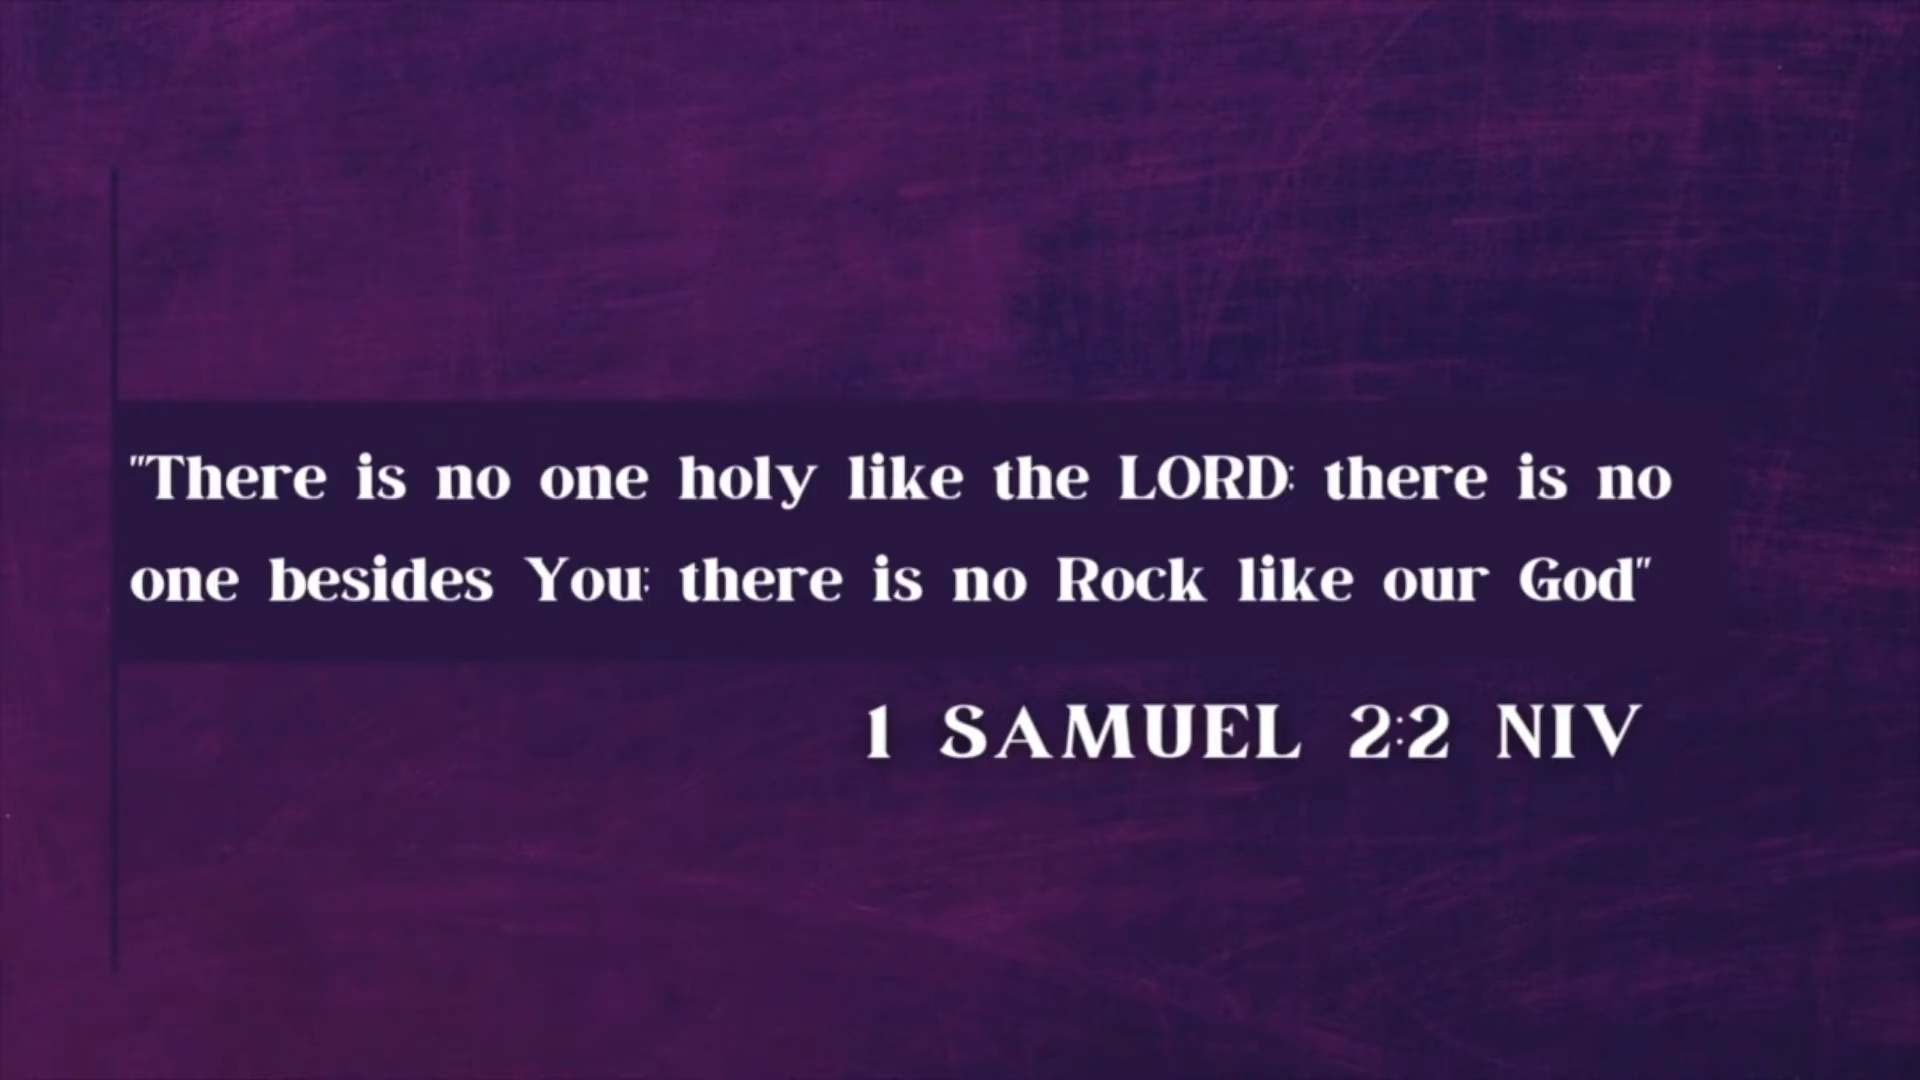 "There is no one holy like the LORD; there is no
one besides You; there is no Rock like our God"
1 SAMUEL 2:2 NIV